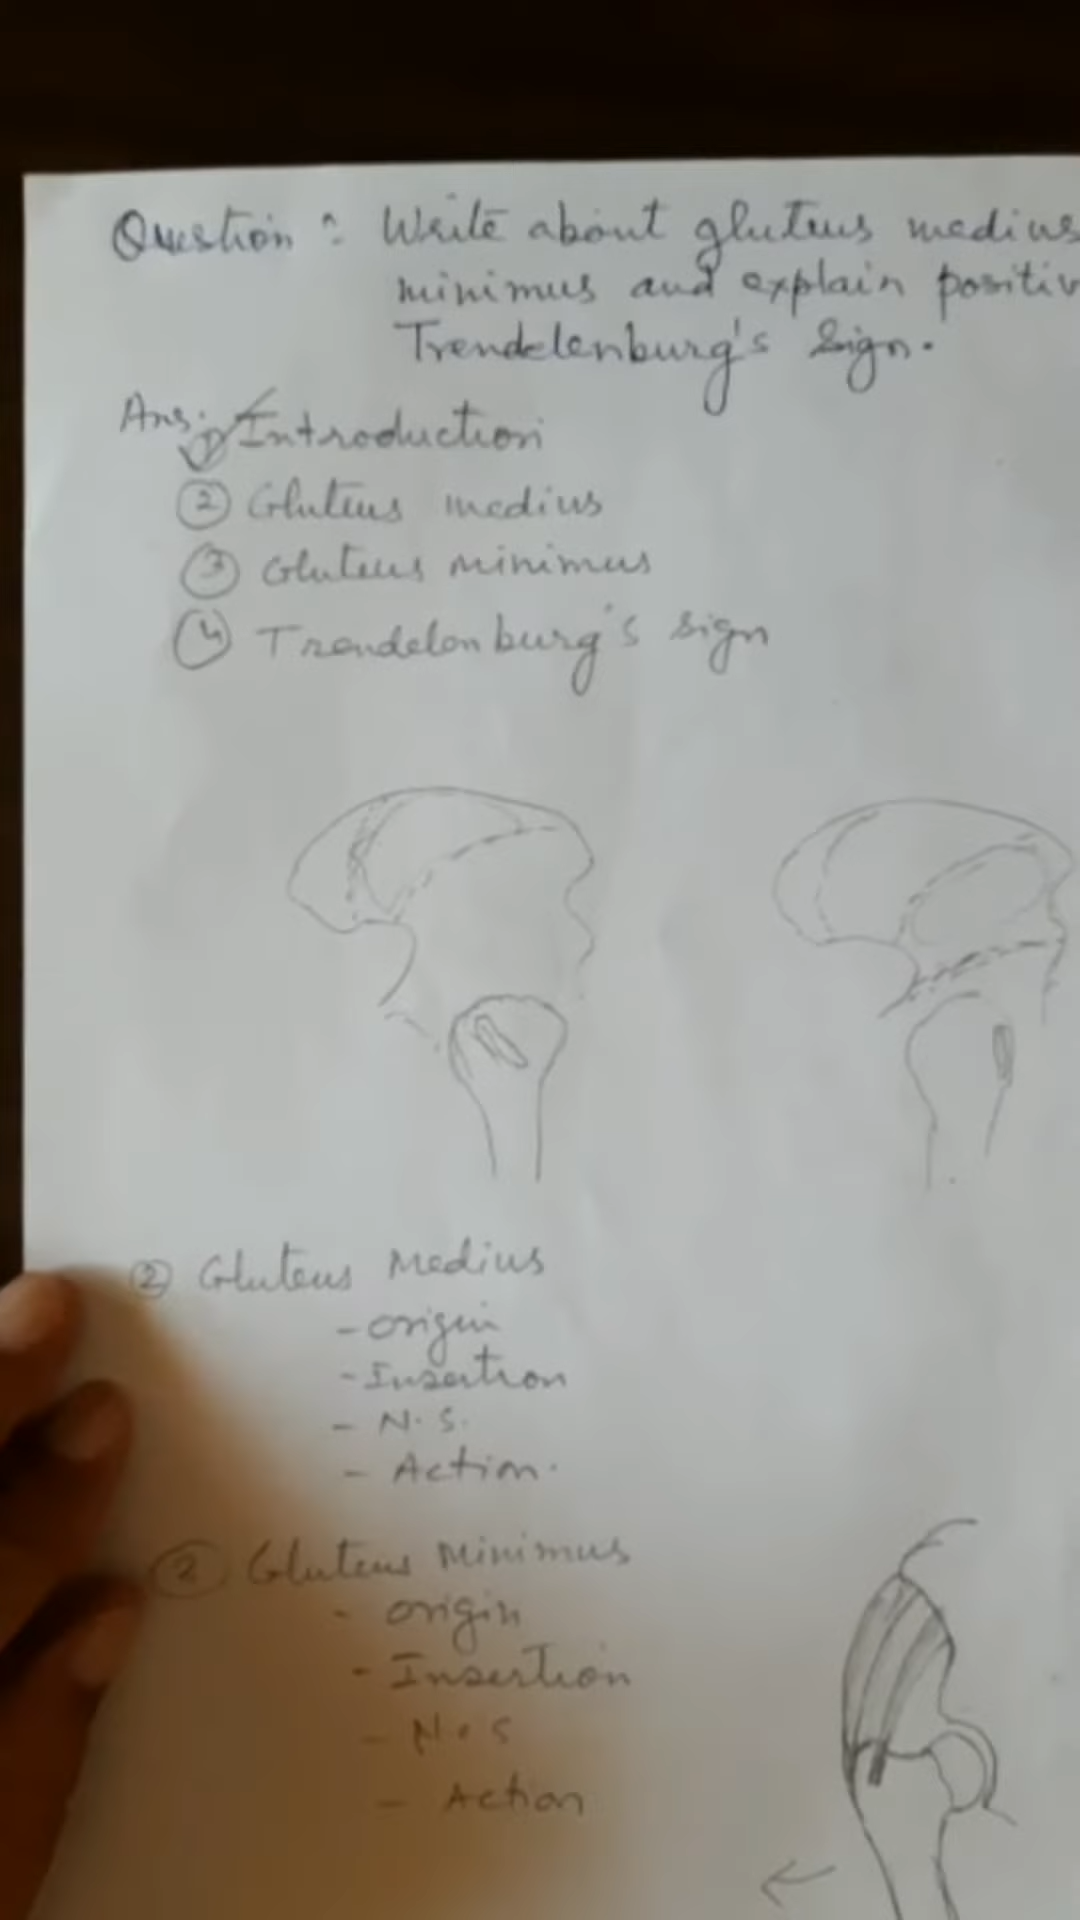 Question :- Write about gluteus medius
minimus and explain positiv
Trendelenburg's Sign.
Ans. ① Introduction
② Gluteus medius
③ Gluteus minimus
④ Trendelenburg's sign
② Gluteus Medius
- origin
- Insertion
- N.S.
- Action.
② Gluteus Minimus
- origin
- Insertion
- N.S
- Action